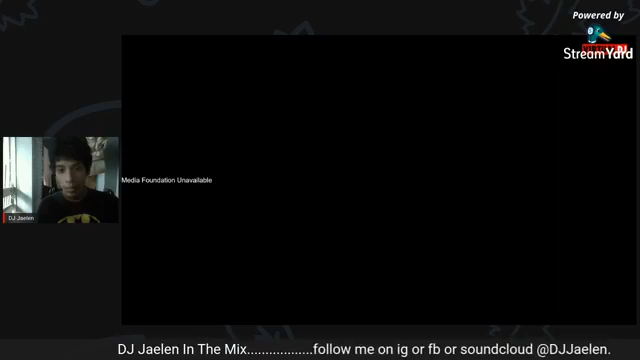 Powered by
StreamYard
Media Foundation Unavailable
DJ Jaelen
DJ Jaelen In The Mix..................follow me on ig or fb or soundcloud @DJJaelen.